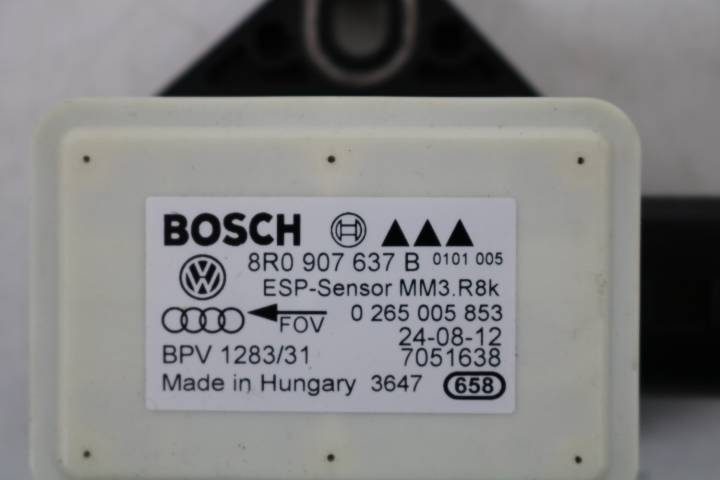 BOSCH
8R0 907 637 B 0101 005
ESP-Sensor MM3.R8k
FOV 0 265 005 853
24-08-12
BPV 1283/31 7051638
Made in Hungary 3647 658